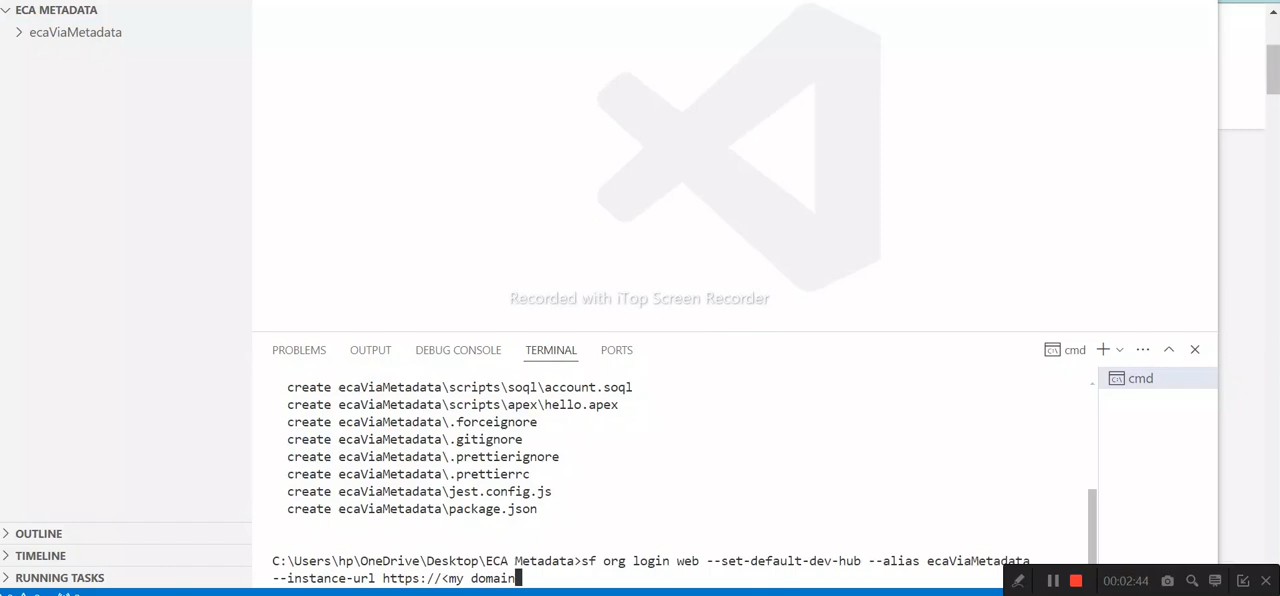 ECA METADATA
ecaViaMetadata
Recorded with iTop Screen Recorder
PROBLEMS OUTPUT DEBUG CONSOLE TERMINAL PORTS
cmd
cmd
create ecaViaMetadata\scripts\soql\account.soql
create ecaViaMetadata\scripts\apex\hello.apex
create ecaViaMetadata\.forceignore
create ecaViaMetadata\.gitignore
create ecaViaMetadata\.prettierignore
create ecaViaMetadata\.prettierrc
create ecaViaMetadata\jest.config.js
create ecaViaMetadata\package.json
C:\Users\hp\OneDrive\Desktop\ECA Metadata>sf org login web --set-default-dev-hub --alias ecaViaMetadata
--instance-url https://<my domain
OUTLINE
TIMELINE
RUNNING TASKS
00:02:44